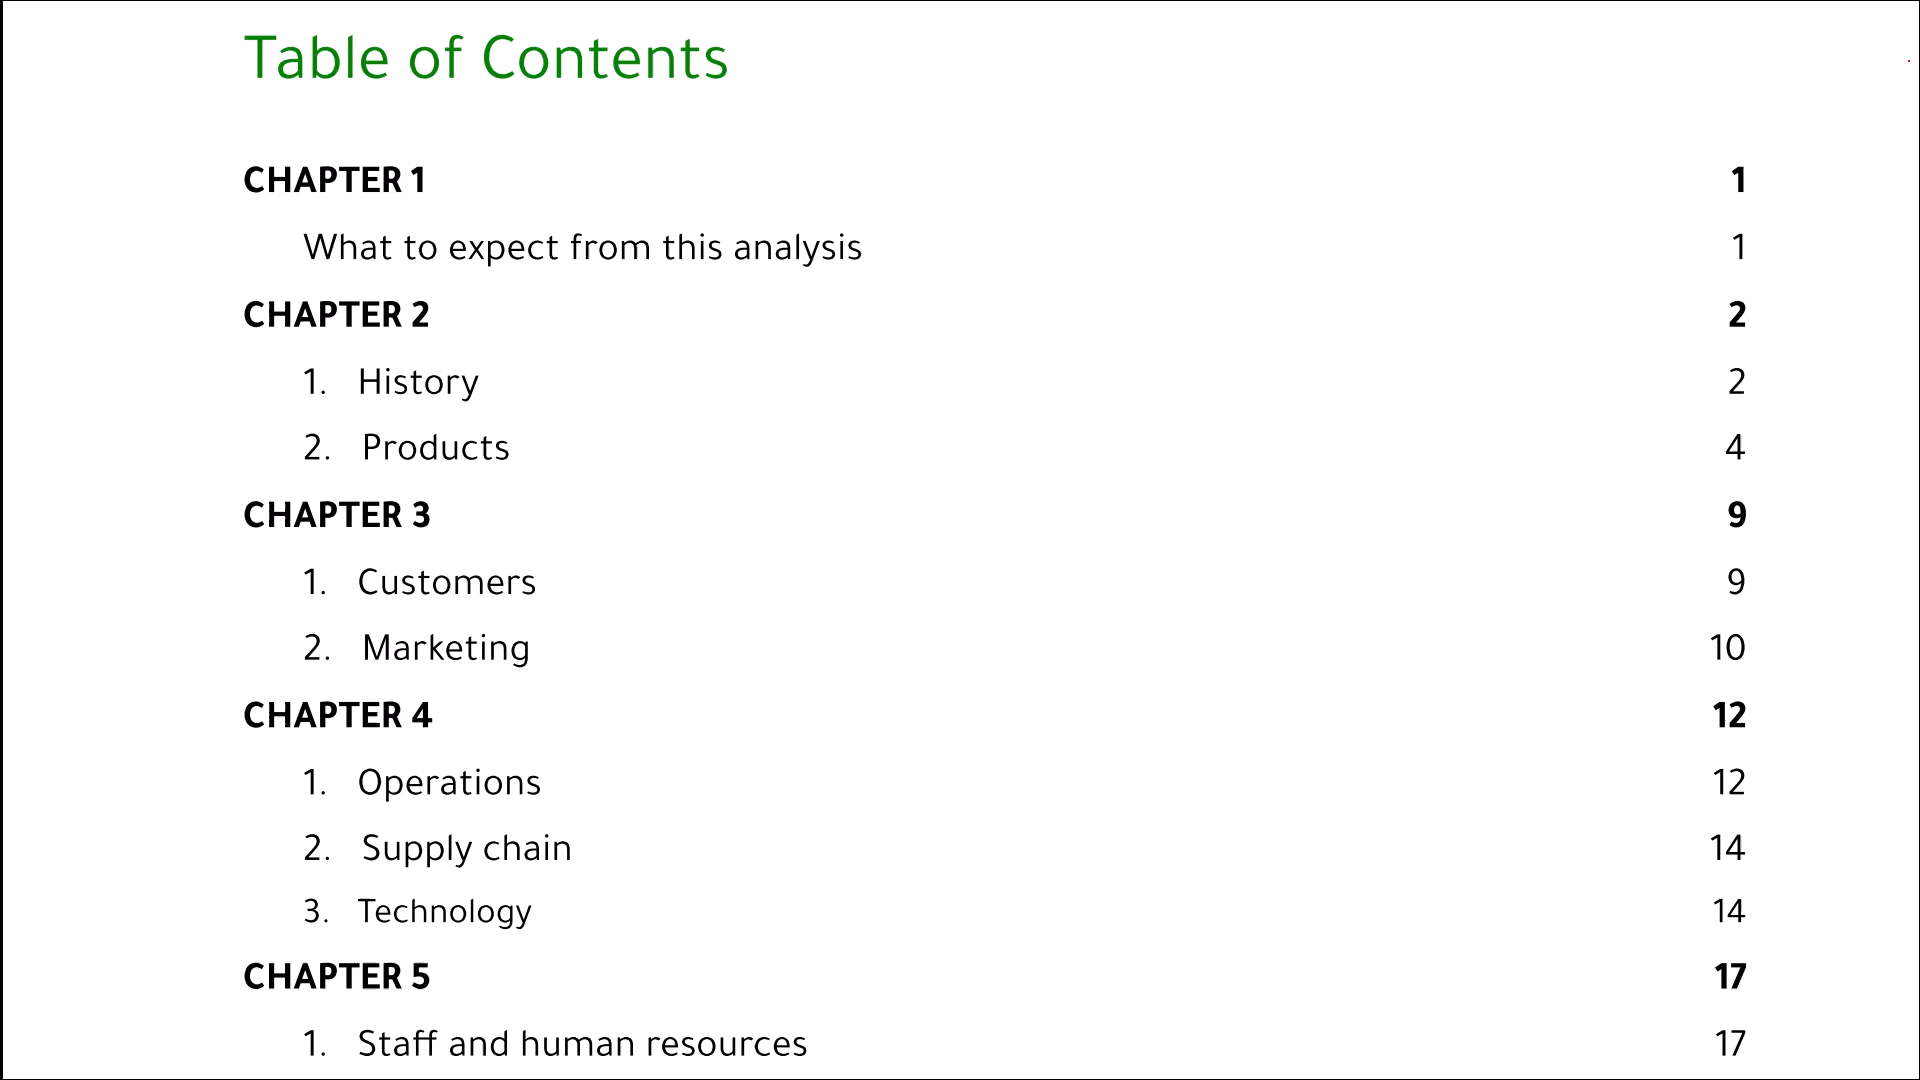 Table of Contents
CHAPTER 1 1
What to expect from this analysis 1
CHAPTER 2 2
1. History 2
2. Products 4
CHAPTER 3 9
1. Customers 9
2. Marketing 10
CHAPTER 4 12
1. Operations 12
2. Supply chain 14
3. Technology 14
CHAPTER 5 17
1. Staff and human resources 17